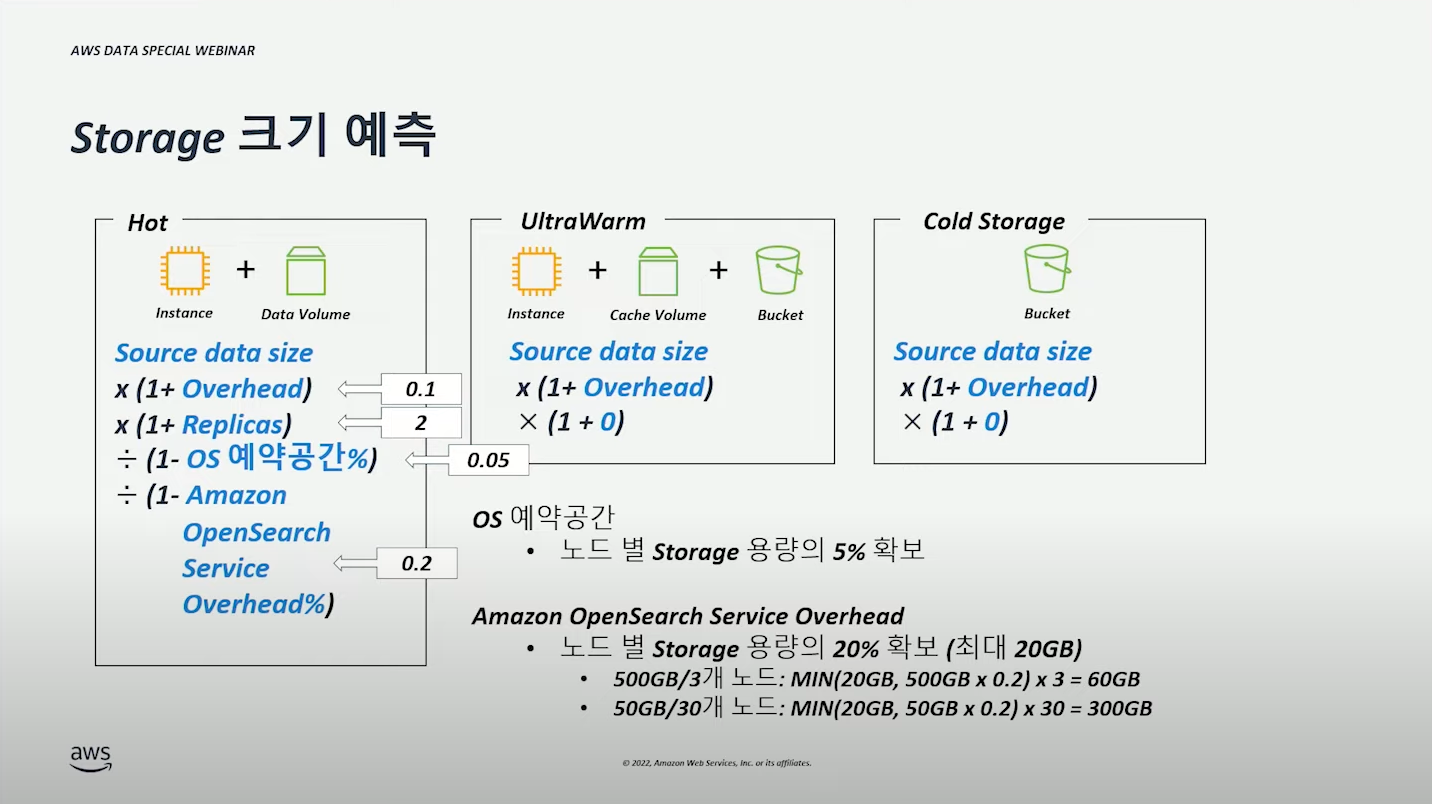 AWS DATA SPECIAL WEBINAR
Storage 크기 예측
Hot
+
Instance
Data Volume
Source data size
x (1+ Overhead)
0.1
x (1+ Replicas)
2
÷ (1- OS 예약공간%)
0.05
÷ (1- Amazon
OpenSearch
Service
0.2
Overhead%)
UltraWarm
+
+
Instance
Cache Volume
Bucket
Source data size
x (1+ Overhead)
× (1 + 0)
Cold Storage
Bucket
Source data size
x (1+ Overhead)
× (1 + 0)
OS 예약공간
• 노드 별 Storage 용량의 5% 확보
Amazon OpenSearch Service Overhead
• 노드 별 Storage 용량의 20% 확보 (최대 20GB)
• 500GB/3개 노드: MIN(20GB, 500GB x 0.2) x 3 = 60GB
• 50GB/30개 노드: MIN(20GB, 50GB x 0.2) x 30 = 300GB
aws
© 2022, Amazon Web Services, Inc. or its affiliates.